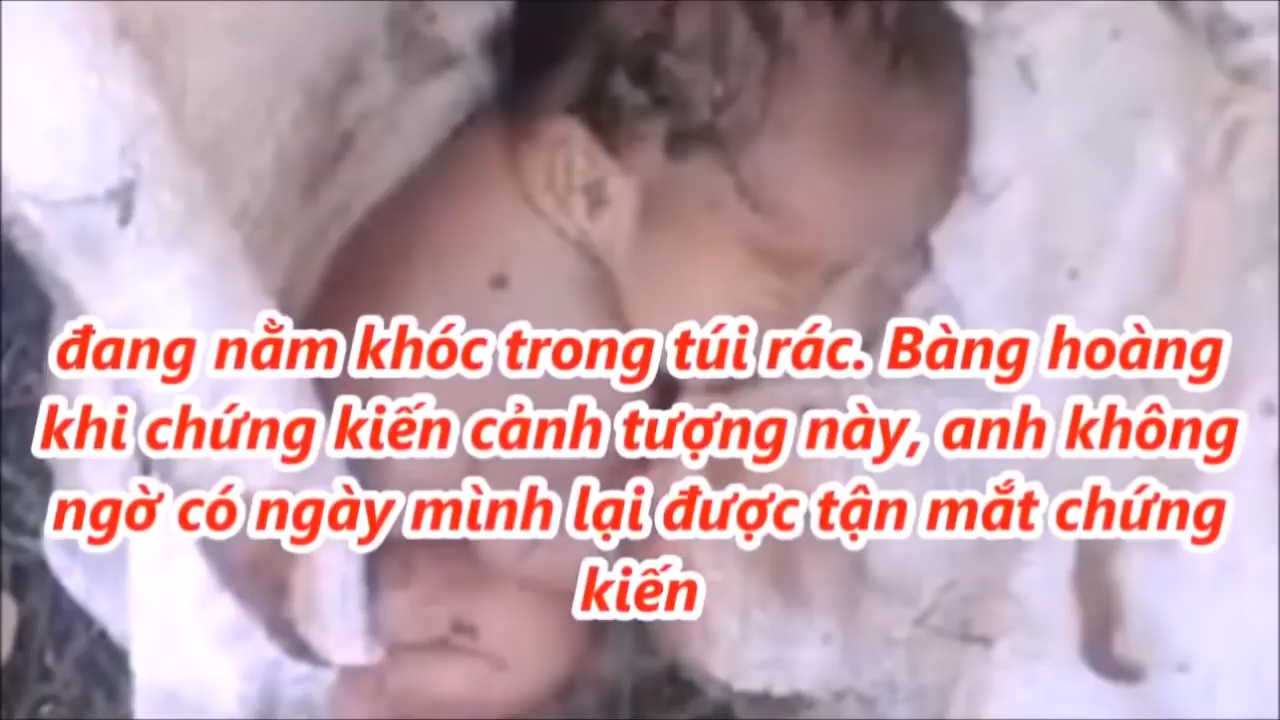 đang nằm khóc trong túi rác. Bàng hoàng
khi chứng kiến cảnh tượng này, anh không
ngờ có ngày mình lại được tận mắt chứng
kiến